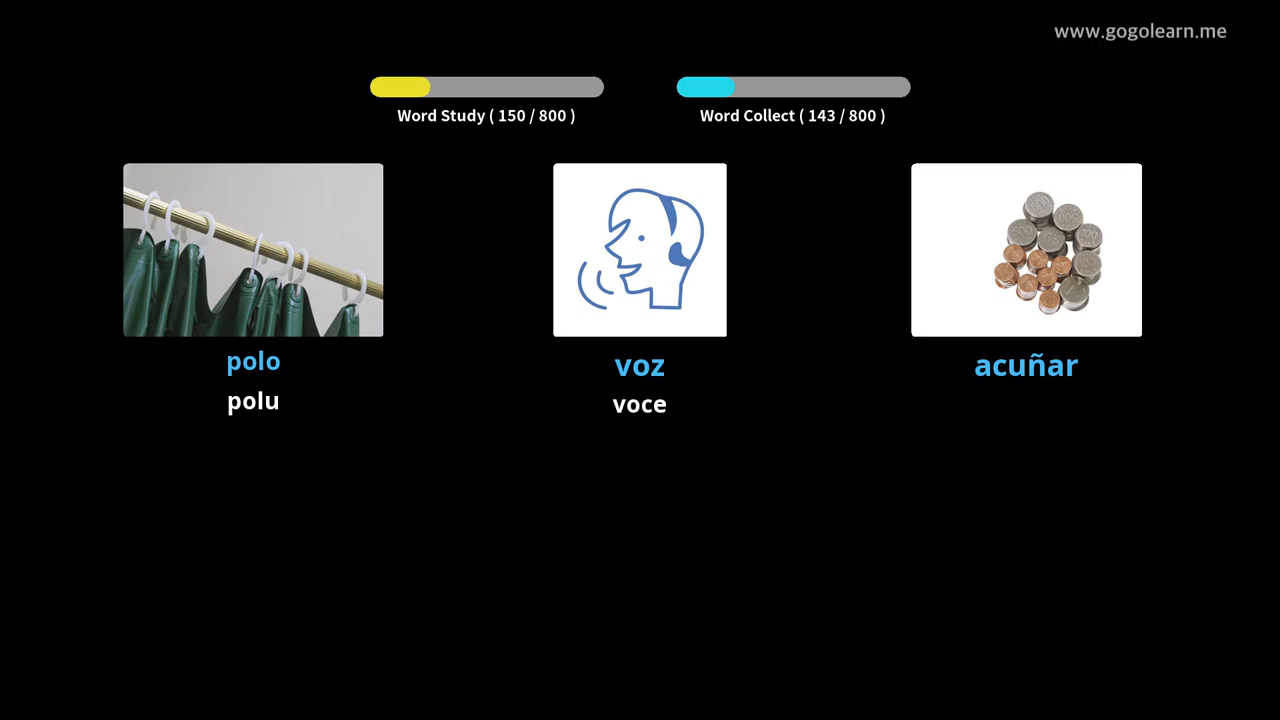 www.gogolearn.me
Word Study ( 150 / 800 )
Word Collect ( 143 / 800 )
polo
polu
voz
voce
acuñar